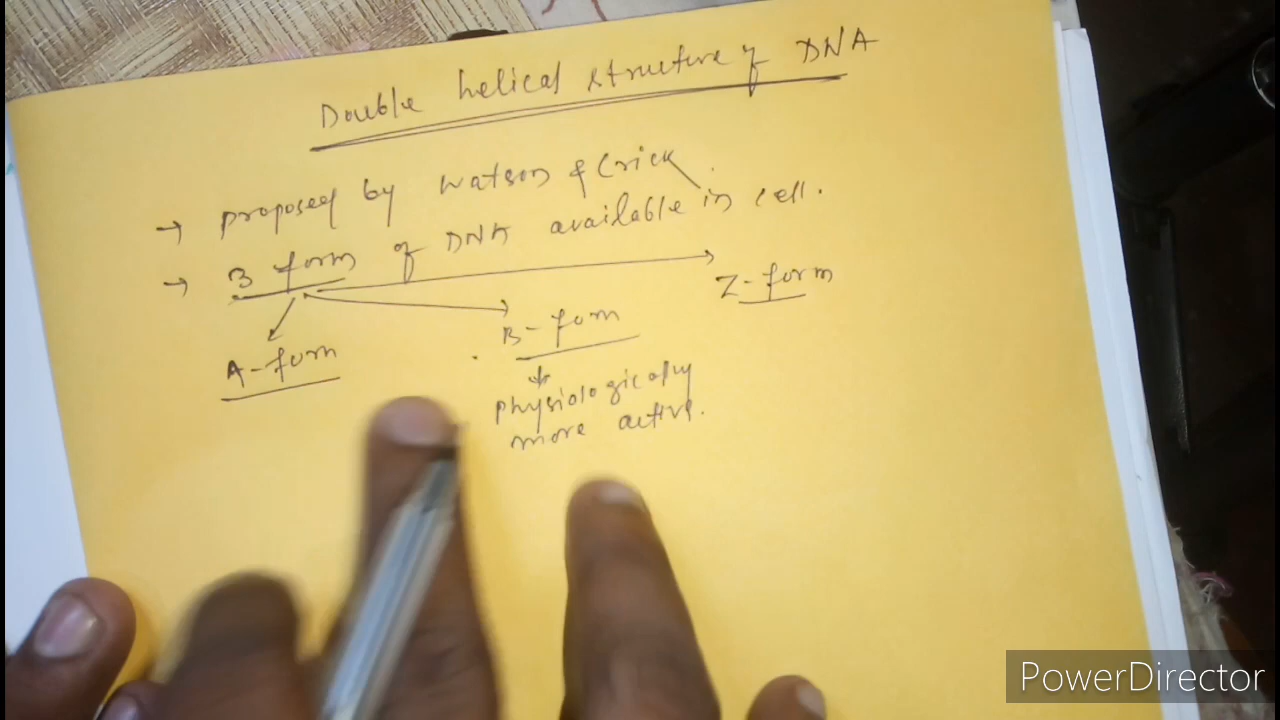 Double helical structure of DNA
→ proposed by Watson & Crick
→ 3 form of DNA available in cell.
A-form
B-form
Z-form
physiologically
more active.
PowerDirector